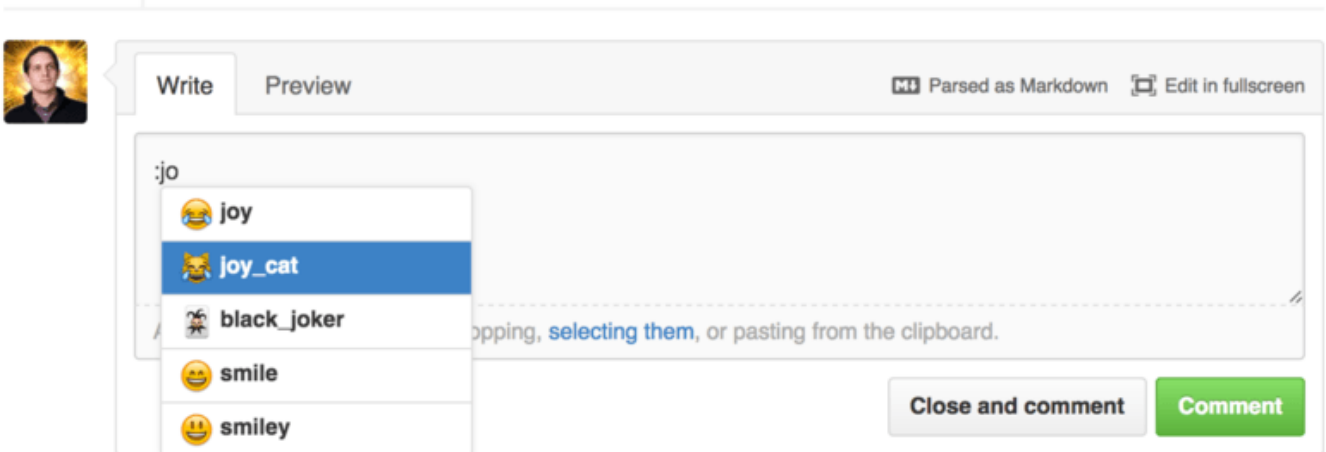 Write Preview Parsed as Markdown Edit in fullscreen
:jo
joy
joy_cat
black_joker
opping, selecting them, or pasting from the clipboard.
smile
smiley
Close and comment Comment